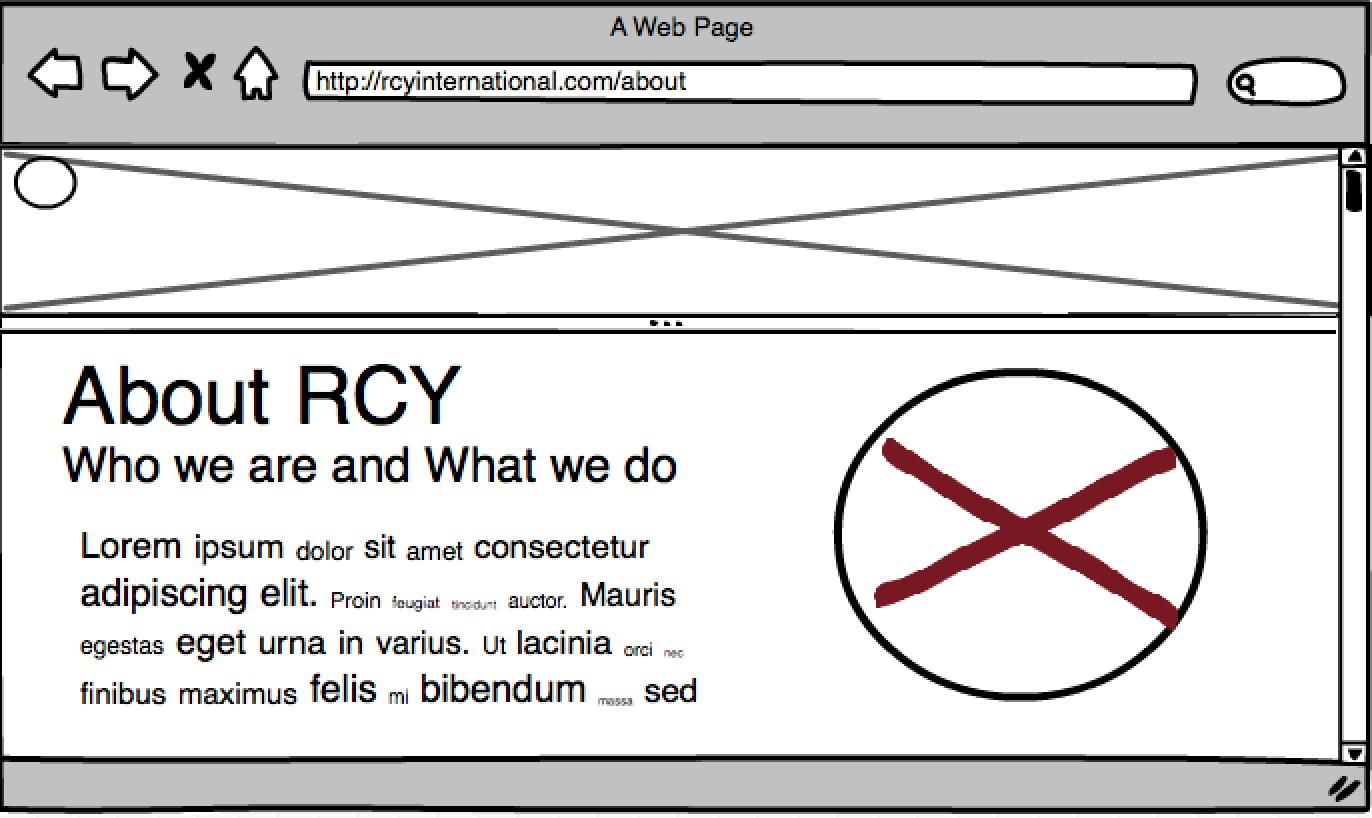 A Web Page
http://rcyinternational.com/about
About RCY
Who we are and What we do
Lorem ipsum dolor sit amet consectetur
adipiscing elit. Proin feugiat tincidunt auctor. Mauris
egestas eget urna in varius. Ut lacinia orci nec
finibus maximus felis mi bibendum massa sed